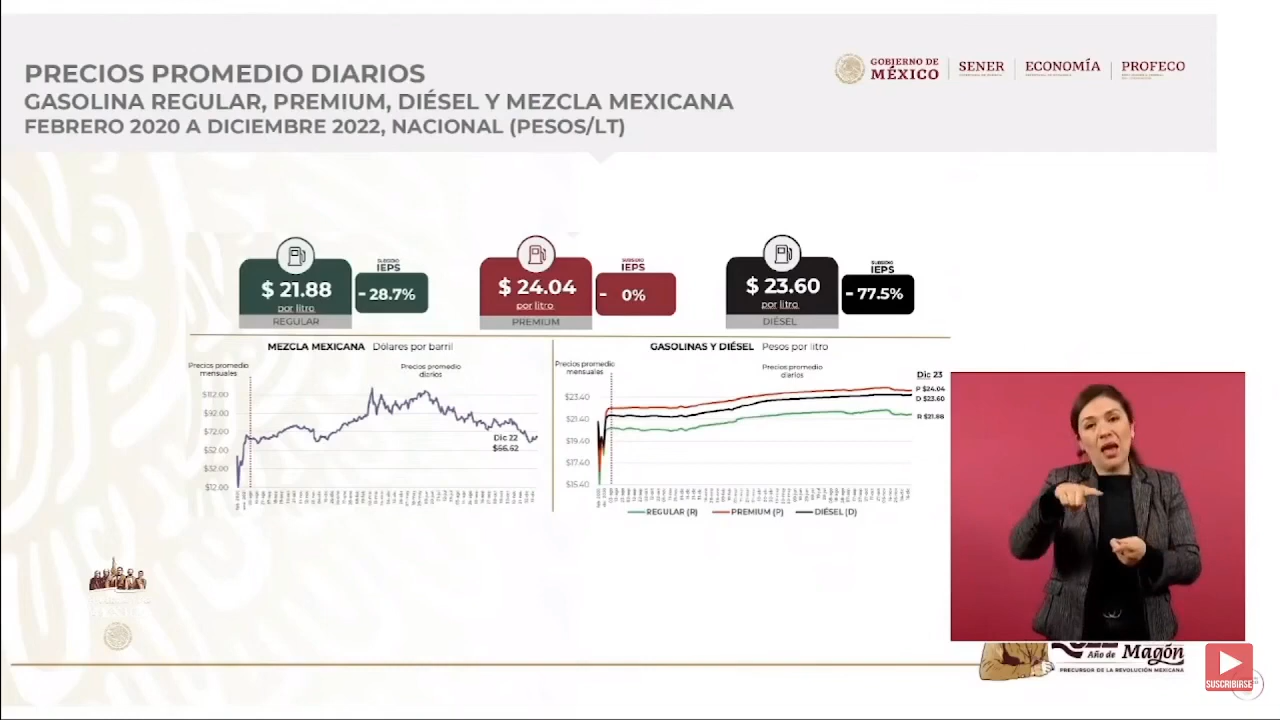 PRECIOS PROMEDIO DIARIOS
GASOLINA REGULAR, PREMIUM, DIÉSEL Y MEZCLA MEXICANA
FEBRERO 2020 A DICIEMBRE 2022, NACIONAL (PESOS/LT)
GOBIERNO DE
MÉXICO
SENER
ECONOMÍA
PROFECO
$ 21.88
por litro
REGULAR
SUBSIDIO
IEPS
- 28.7%
$ 24.04
por litro
PREMIUM
SUBSIDIO
IEPS
- 0%
$ 23.60
por litro
DIÉSEL
SUBSIDIO
IEPS
- 77.5%
MEZCLA MEXICANA Dólares por barril
Precios promedio
mensuales
Precios promedio
diarios
$112.00
$92.00
$72.00
$52.00
$32.00
$12.00
Dic 22
$66.62
GASOLINAS Y DIÉSEL Pesos por litro
Precios promedio
mensuales
Precios promedio
diarios
$23.40
$21.40
$19.40
$17.40
$15.40
Dic 23
P $24.04
D $23.60
R $21.88
REGULAR (R)
PREMIUM (P)
DIÉSEL (D)
Año de Magón
PRECURSOR DE LA REVOLUCIÓN MEXICANA
SUSCRIBIRSE